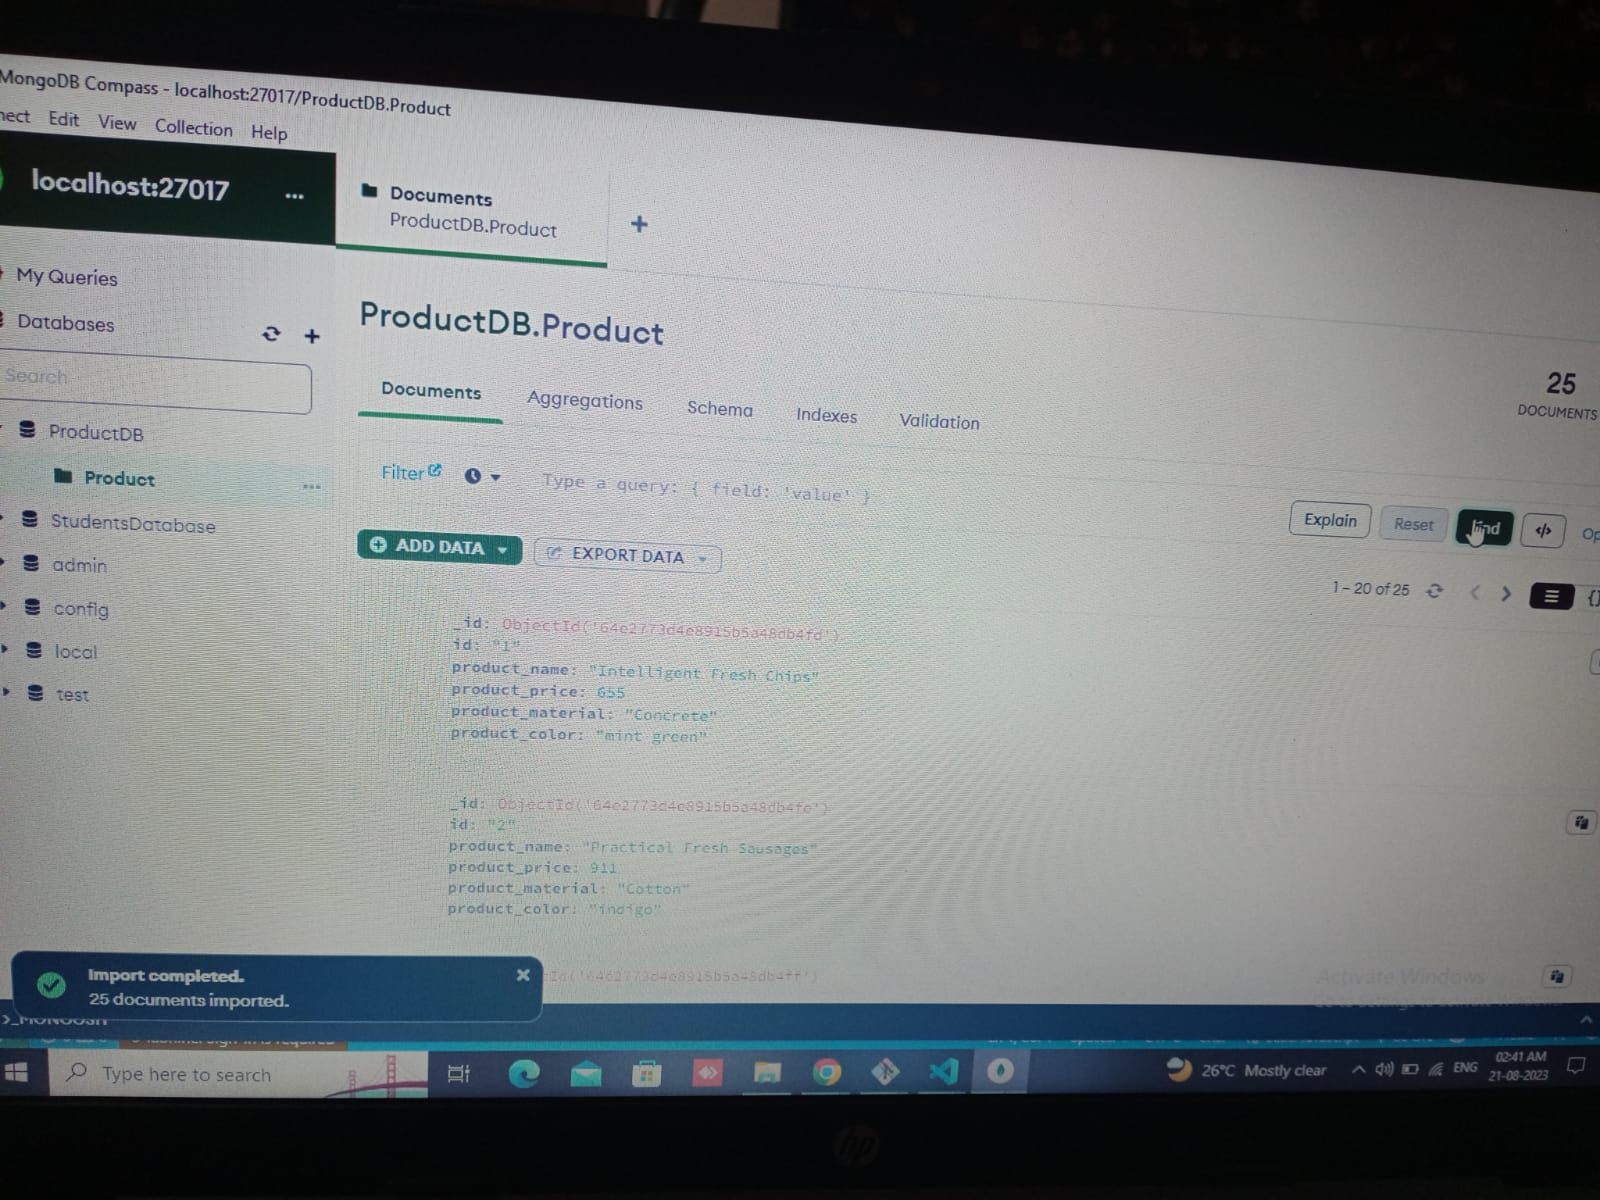 MongoDB Compass - localhost:27017/ProductDB.Product
nect Edit View Collection Help
localhost:27017 ...
Documents
ProductDB.Product
+
My Queries
Databases
Search
ProductDB
Product
StudentsDatabase
admin
config
local
test
ProductDB.Product
25
DOCUMENTS
Documents Aggregations Schema Indexes Validation
Filter Type a query: { field: 'value' }
Explain Reset Find </> Op
ADD DATA EXPORT DATA
1 – 20 of 25
_id: ObjectId('64e2773d4e8915b5a48db4fd')
id: "1"
product_name: "Intelligent Fresh Chips"
product_price: 655
product_material: "Concrete"
product_color: "mint green"
_id: ObjectId('64e2773d4e8915b5a48db4fe')
id: "2"
product_name: "Practical Fresh Sausages"
product_price: 911
product_material: "Cotton"
product_color: "indigo"
Id('64e2773d4e8915b5a48db4ff')
Import completed.
25 documents imported.
>_MONGOSH
Activate Windows
Type here to search
26°C Mostly clear
ENG
02:41 AM
21-08-2023
hp